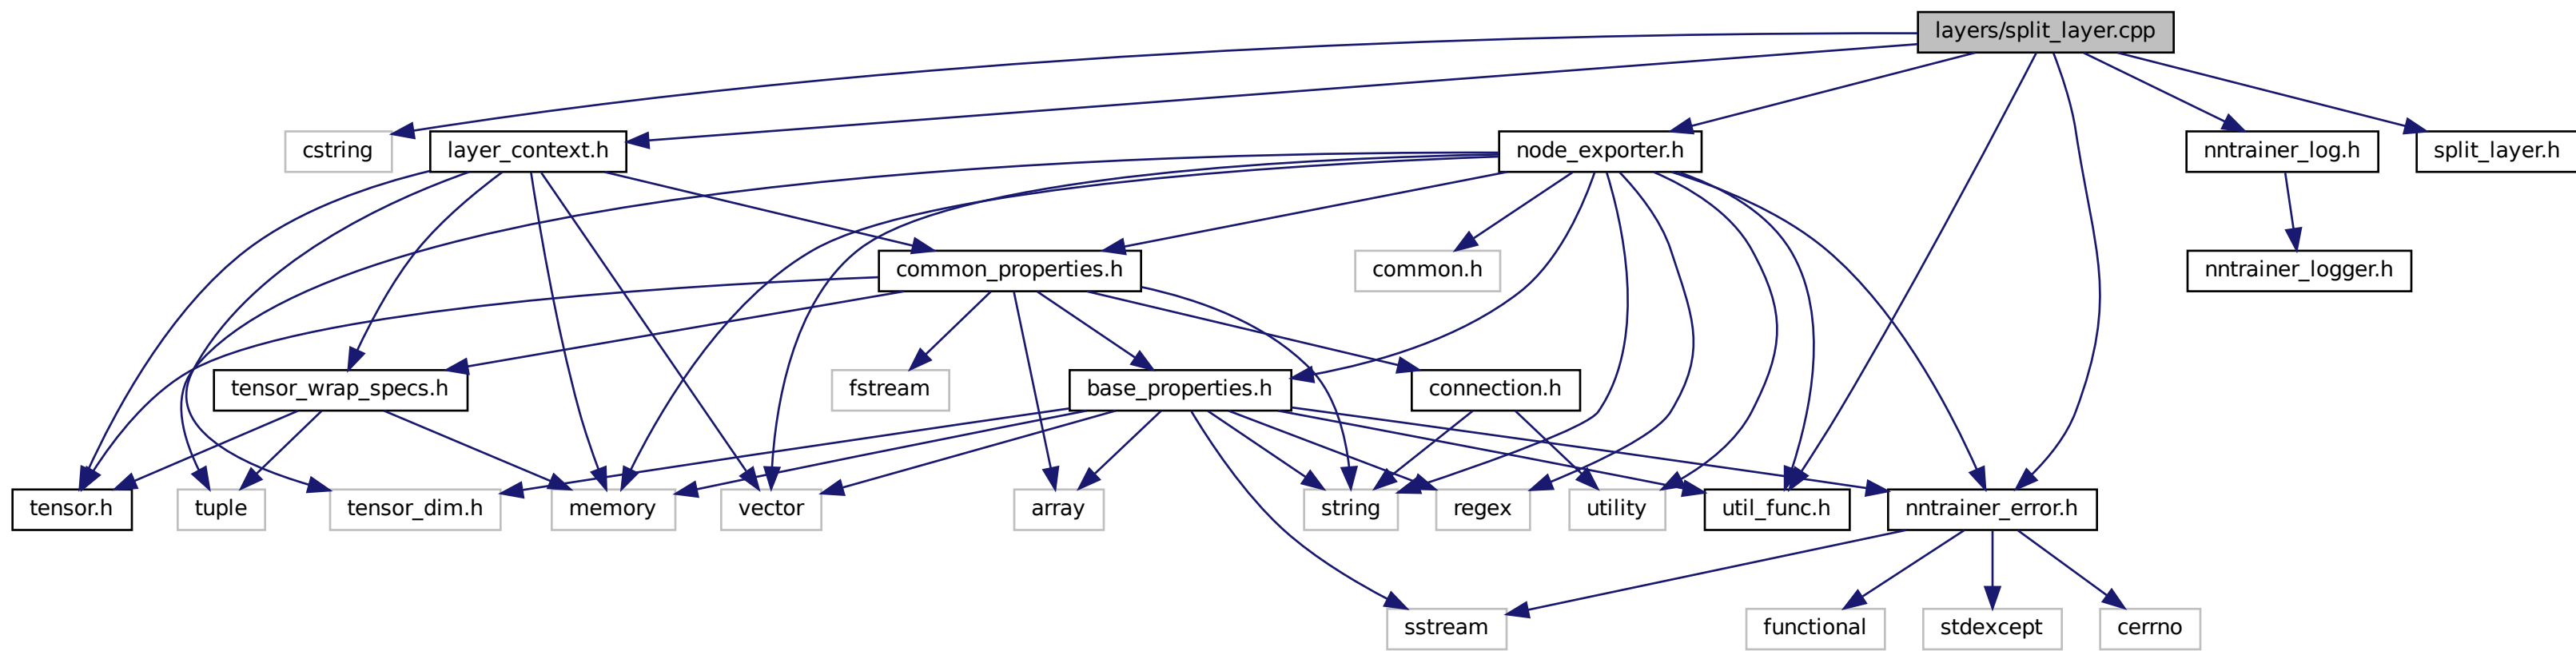 layers/split_layer.cpp
cstring
layer_context.h
node_exporter.h
nntrainer_log.h
split_layer.h
common_properties.h
common.h
nntrainer_logger.h
tensor_wrap_specs.h
fstream
base_properties.h
connection.h
tensor.h
tuple
tensor_dim.h
memory
vector
array
string
regex
utility
util_func.h
nntrainer_error.h
sstream
functional
stdexcept
cerrno